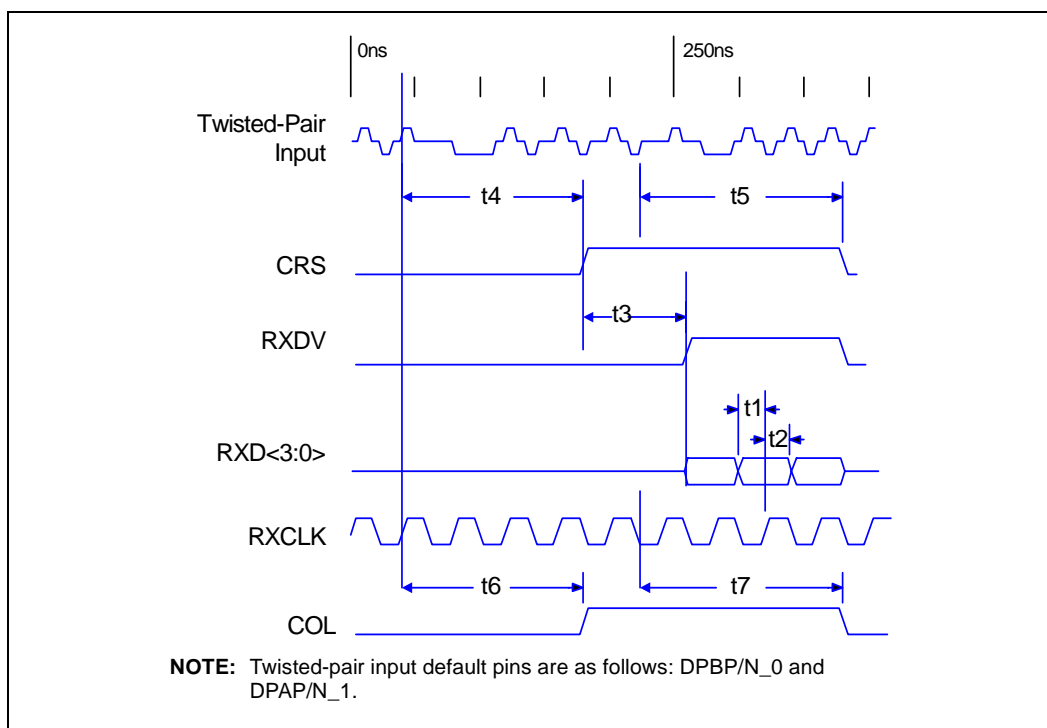 0ns
250ns
Twisted-Pair
Input
t4
t5
CRS
t3
RXDV
t1
t2
RXD<3:0>
RXCLK
t6
t7
COL
NOTE: Twisted-pair input default pins are as follows: DPBP/N_0 and
DPAP/N_1.